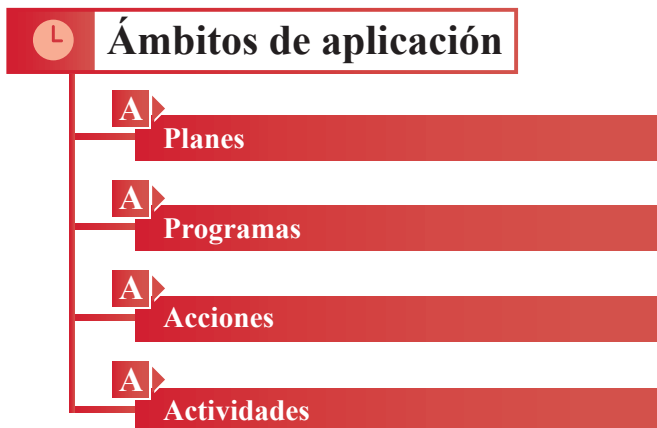 Ámbitos de aplicación
A
Planes
A
Programas
A
Acciones
A
Actividades